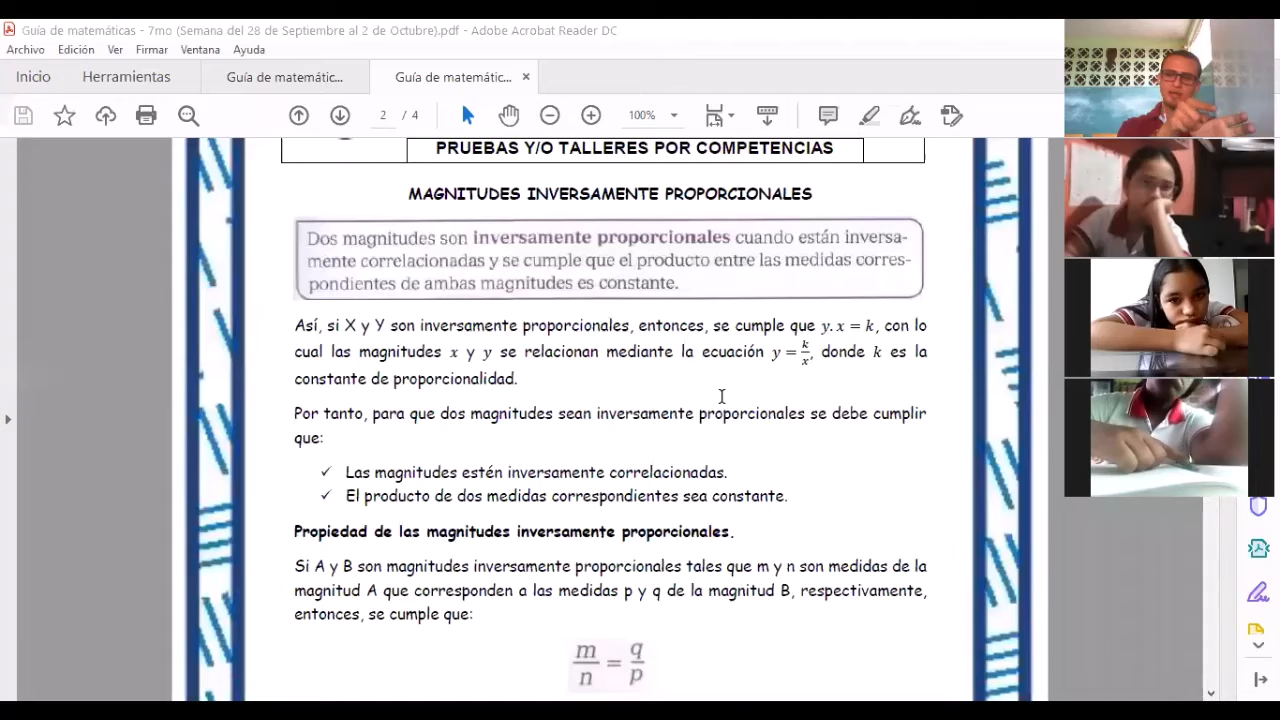 Guía de matemáticas - 7mo (Semana del 28 de Septiembre al 2 de Octubre).pdf - Adobe Acrobat Reader DC
Archivo Edición Ver Firmar Ventana Ayuda
Inicio Herramientas Guía de matemátic... Guía de matemátic... ×
2 / 4 100%
PRUEBAS Y/O TALLERES POR COMPETENCIAS
MAGNITUDES INVERSAMENTE PROPORCIONALES
Dos magnitudes son inversamente proporcionales cuando están inversa-
mente correlacionadas y se cumple que el producto entre las medidas corres-
pondientes de ambas magnitudes es constante.
Así, si X y Y son inversamente proporcionales, entonces, se cumple que y. x = k, con lo
cual las magnitudes x y y se relacionan mediante la ecuación y = k/x, donde k es la
constante de proporcionalidad.
Por tanto, para que dos magnitudes sean inversamente proporcionales se debe cumplir
que:
✓ Las magnitudes estén inversamente correlacionadas.
✓ El producto de dos medidas correspondientes sea constante.
Propiedad de las magnitudes inversamente proporcionales.
Si A y B son magnitudes inversamente proporcionales tales que m y n son medidas de la
magnitud A que corresponden a las medidas p y q de la magnitud B, respectivamente,
entonces, se cumple que:
m/n = q/p